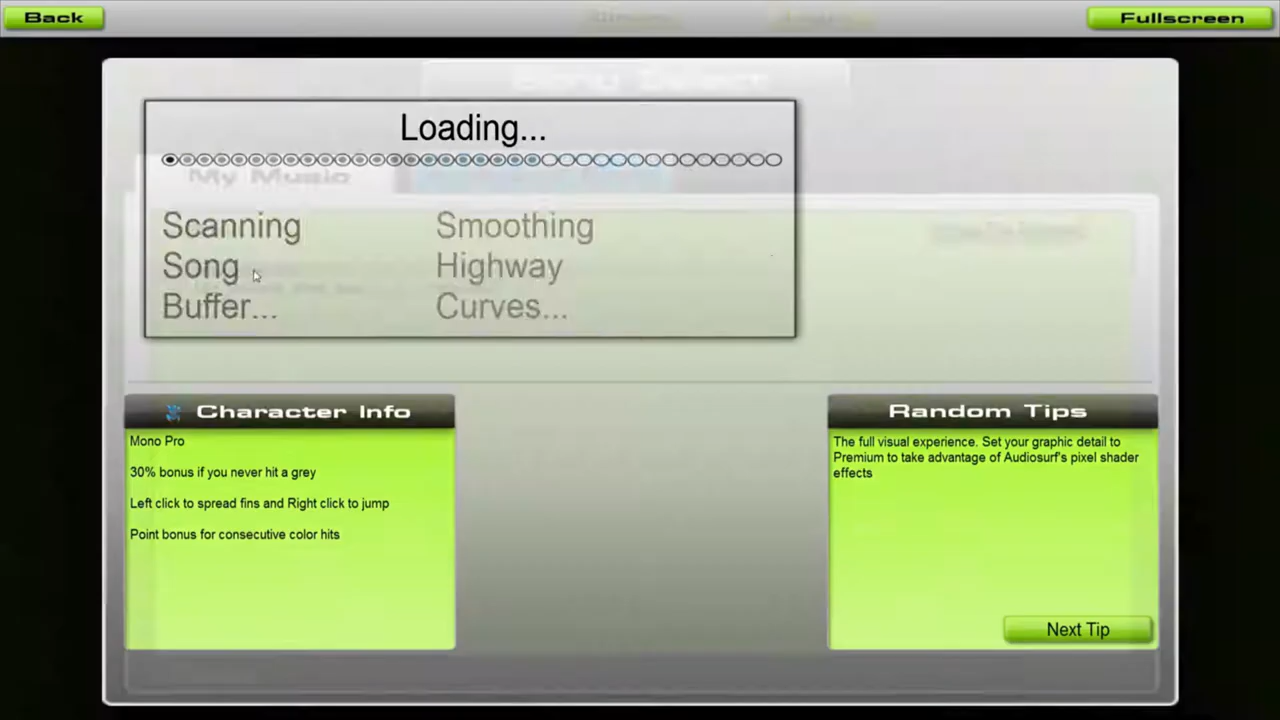 Back
Fullscreen
Loading...
My Music
Scanning
Song
Buffer...
Smoothing
Highway
Curves...
Character Info
Mono Pro
30% bonus if you never hit a grey
Left click to spread fins and Right click to jump
Point bonus for consecutive color hits
Random Tips
The full visual experience. Set your graphic detail to
Premium to take advantage of Audiosurf's pixel shader
effects
Next Tip